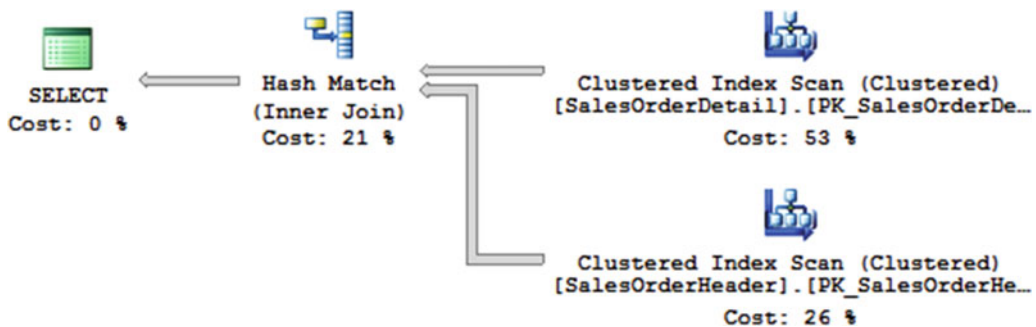 SELECT
Cost: 0 %
Hash Match
(Inner Join)
Cost: 21 %
Clustered Index Scan (Clustered)
[SalesOrderDetail].[PK_SalesOrderDe…
Cost: 53 %
Clustered Index Scan (Clustered)
[SalesOrderHeader].[PK_SalesOrderHe…
Cost: 26 %